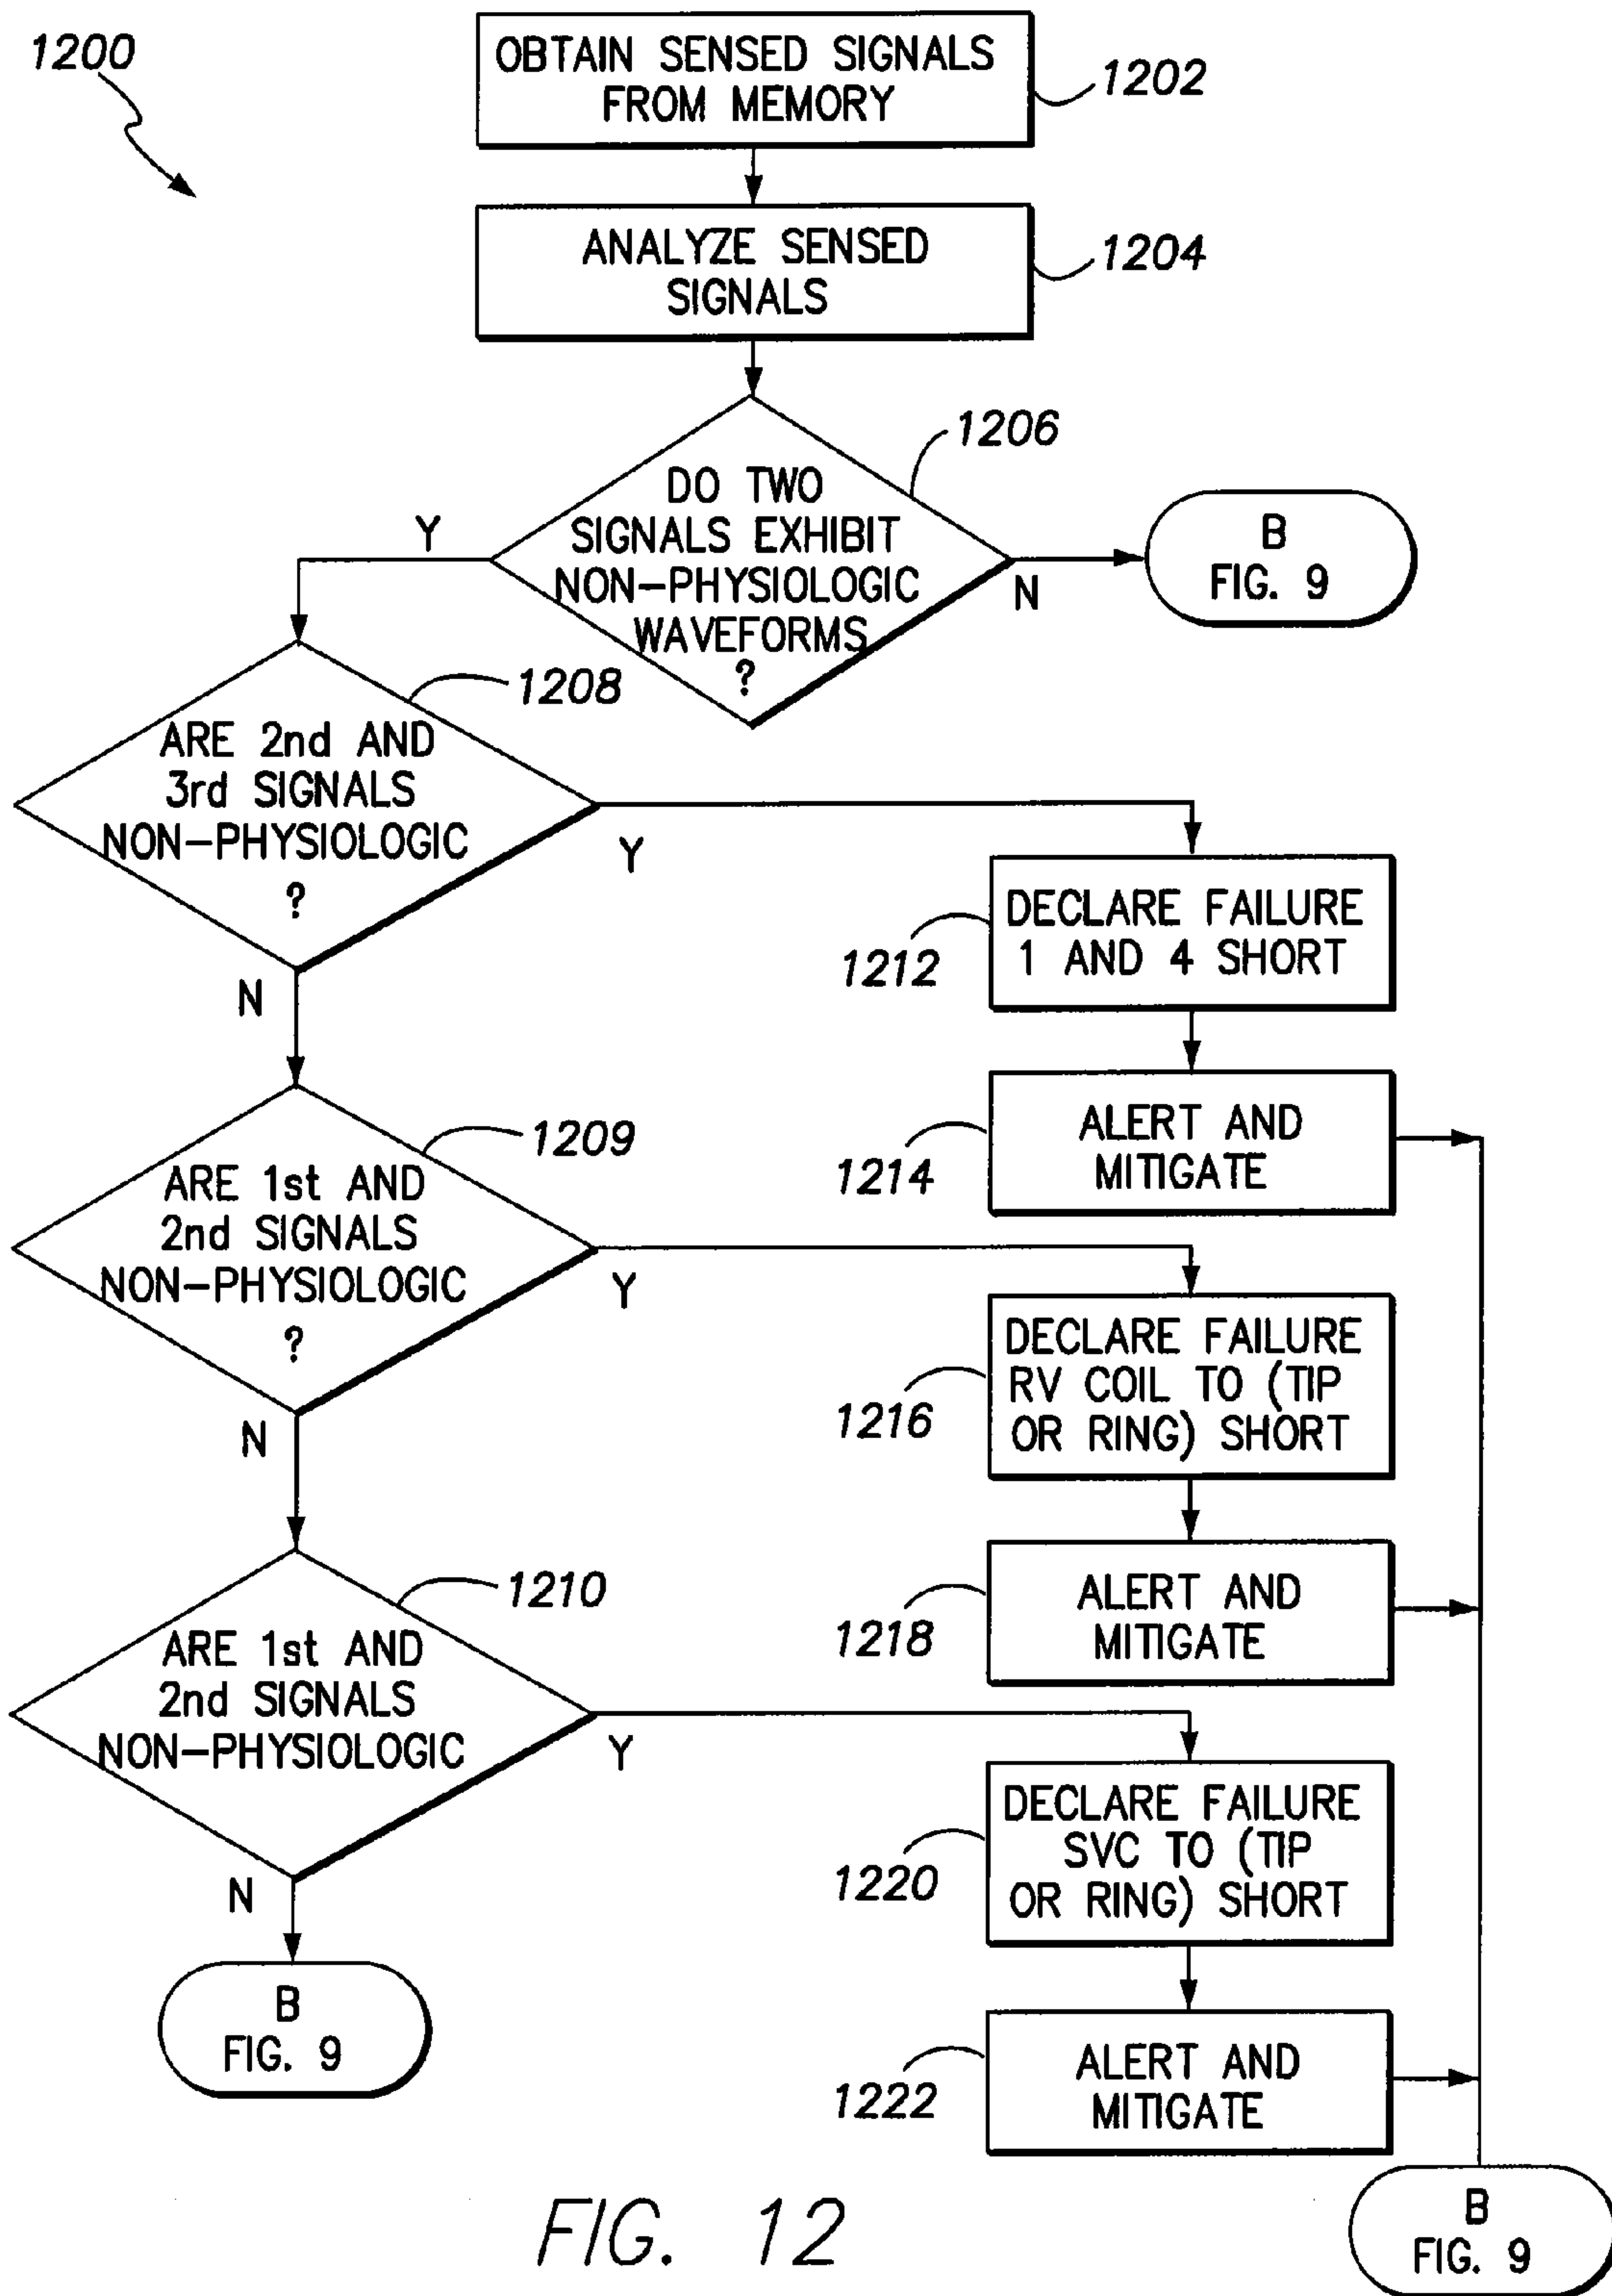 1200
OBTAIN SENSED SIGNALS
FROM MEMORY
1202
ANALYZE SENSED
SIGNALS
1204
1206
DO TWO
SIGNALS EXHIBIT
NON-PHYSIOLOGIC
WAVEFORMS
?
Y
N
B
FIG. 9
1208
ARE 2nd AND
3rd SIGNALS
NON-PHYSIOLOGIC
?
Y
N
DECLARE FAILURE
1 AND 4 SHORT
1212
ALERT AND
MITIGATE
1214
1209
ARE 1st AND
2nd SIGNALS
NON-PHYSIOLOGIC
?
Y
N
DECLARE FAILURE
RV COIL TO (TIP
OR RING) SHORT
1216
ALERT AND
MITIGATE
1218
1210
ARE 1st AND
2nd SIGNALS
NON-PHYSIOLOGIC
Y
N
DECLARE FAILURE
SVC TO (TIP
OR RING) SHORT
1220
B
FIG. 9
ALERT AND
MITIGATE
1222
B
FIG. 9
FIG. 12